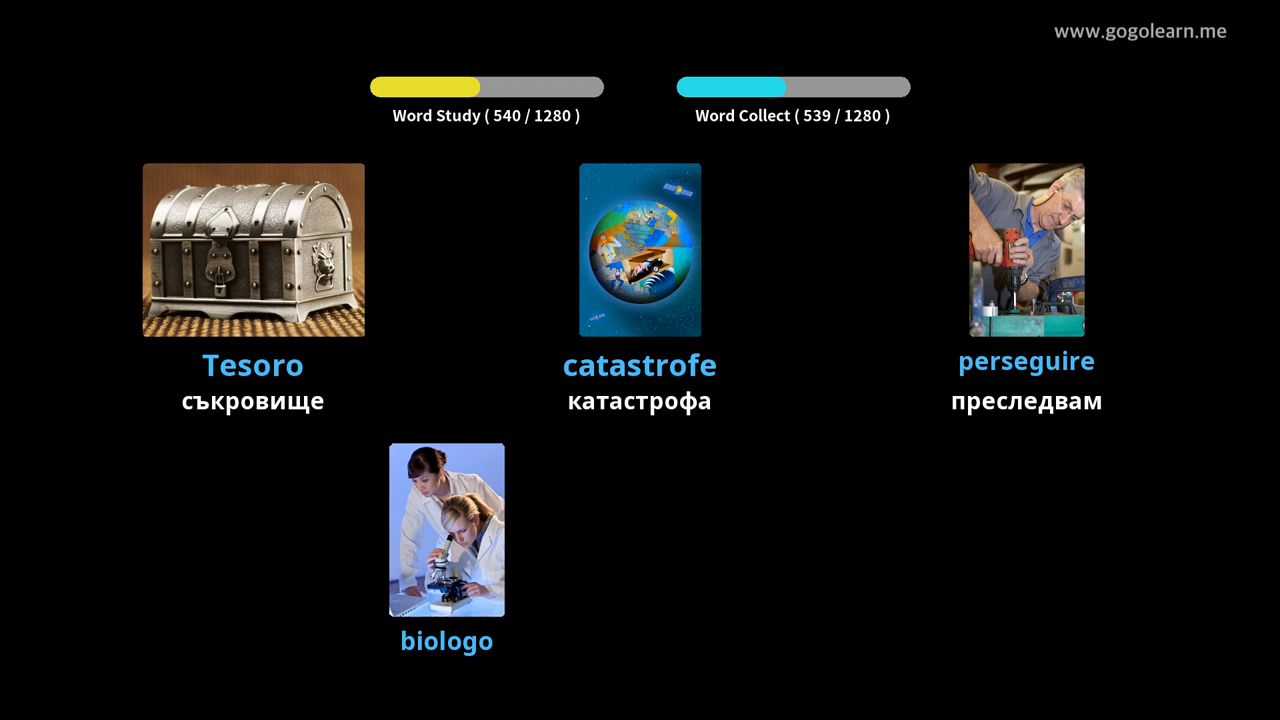 www.gogolearn.me
Word Study ( 540 / 1280 )
Word Collect ( 539 / 1280 )
Tesoro
съкровище
catastrofe
катастрофа
perseguire
преследвам
biologo